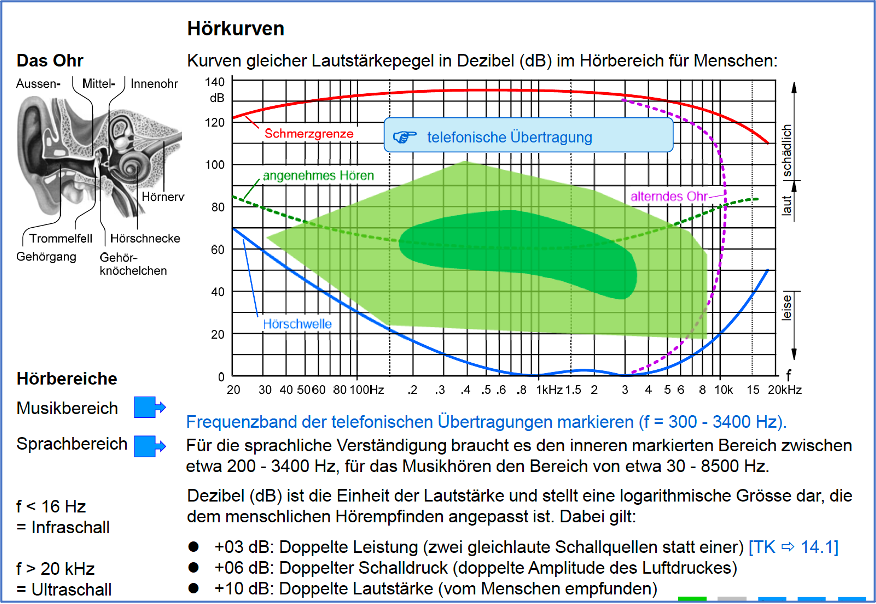 Hörkurven
Das Ohr
Kurven gleicher Lautstärkepegel in Dezibel (dB) im Hörbereich für Menschen:
Aussen- Mittel- Innenohr
Hörnerv
Trommelfell Hörschnecke
Gehörgang Gehör-
knöchelchen
140
dB
120
100
80
60
40
20
0
Schmerzgrenze
telefonische Übertragung
angenehmes Hören
alterndes Ohr
Hörschwelle
schädlich
laut
leise
20 30 40 50 60 80 100Hz .2 .3 .4 .5 .6 .8 1kHz 1.5 2 3 4 5 6 8 10k 15 20kHz f
Hörbereiche
Musikbereich
Sprachbereich
f < 16 Hz
= Infraschall
f > 20 kHz
= Ultraschall
Frequenzband der telefonischen Übertragungen markieren (f = 300 - 3400 Hz).
Für die sprachliche Verständigung braucht es den inneren markierten Bereich zwischen
etwa 200 - 3400 Hz, für das Musikhören den Bereich von etwa 30 - 8500 Hz.
Dezibel (dB) ist die Einheit der Lautstärke und stellt eine logarithmische Grösse dar, die
dem menschlichen Hörempfinden angepasst ist. Dabei gilt:
● +03 dB: Doppelte Leistung (zwei gleichlaute Schallquellen statt einer) [TK ⇨ 14.1]
● +06 dB: Doppelter Schalldruck (doppelte Amplitude des Luftdruckes)
● +10 dB: Doppelte Lautstärke (vom Menschen empfunden)